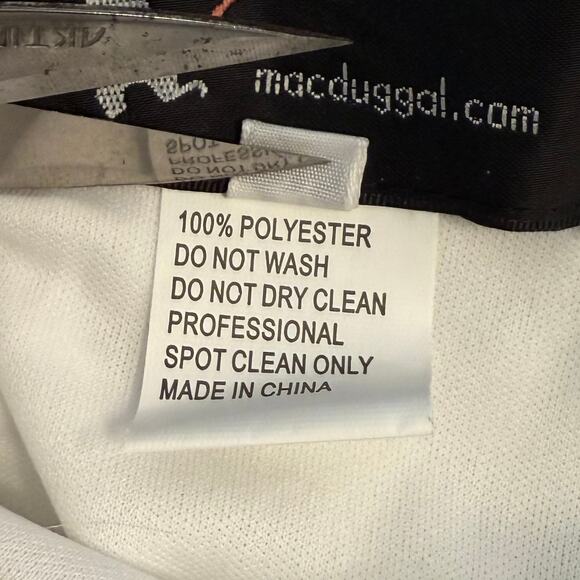 macduggal.com
100% POLYESTER
DO NOT WASH
DO NOT DRY CLEAN
PROFESSIONAL
SPOT CLEAN ONLY
MADE IN CHINA